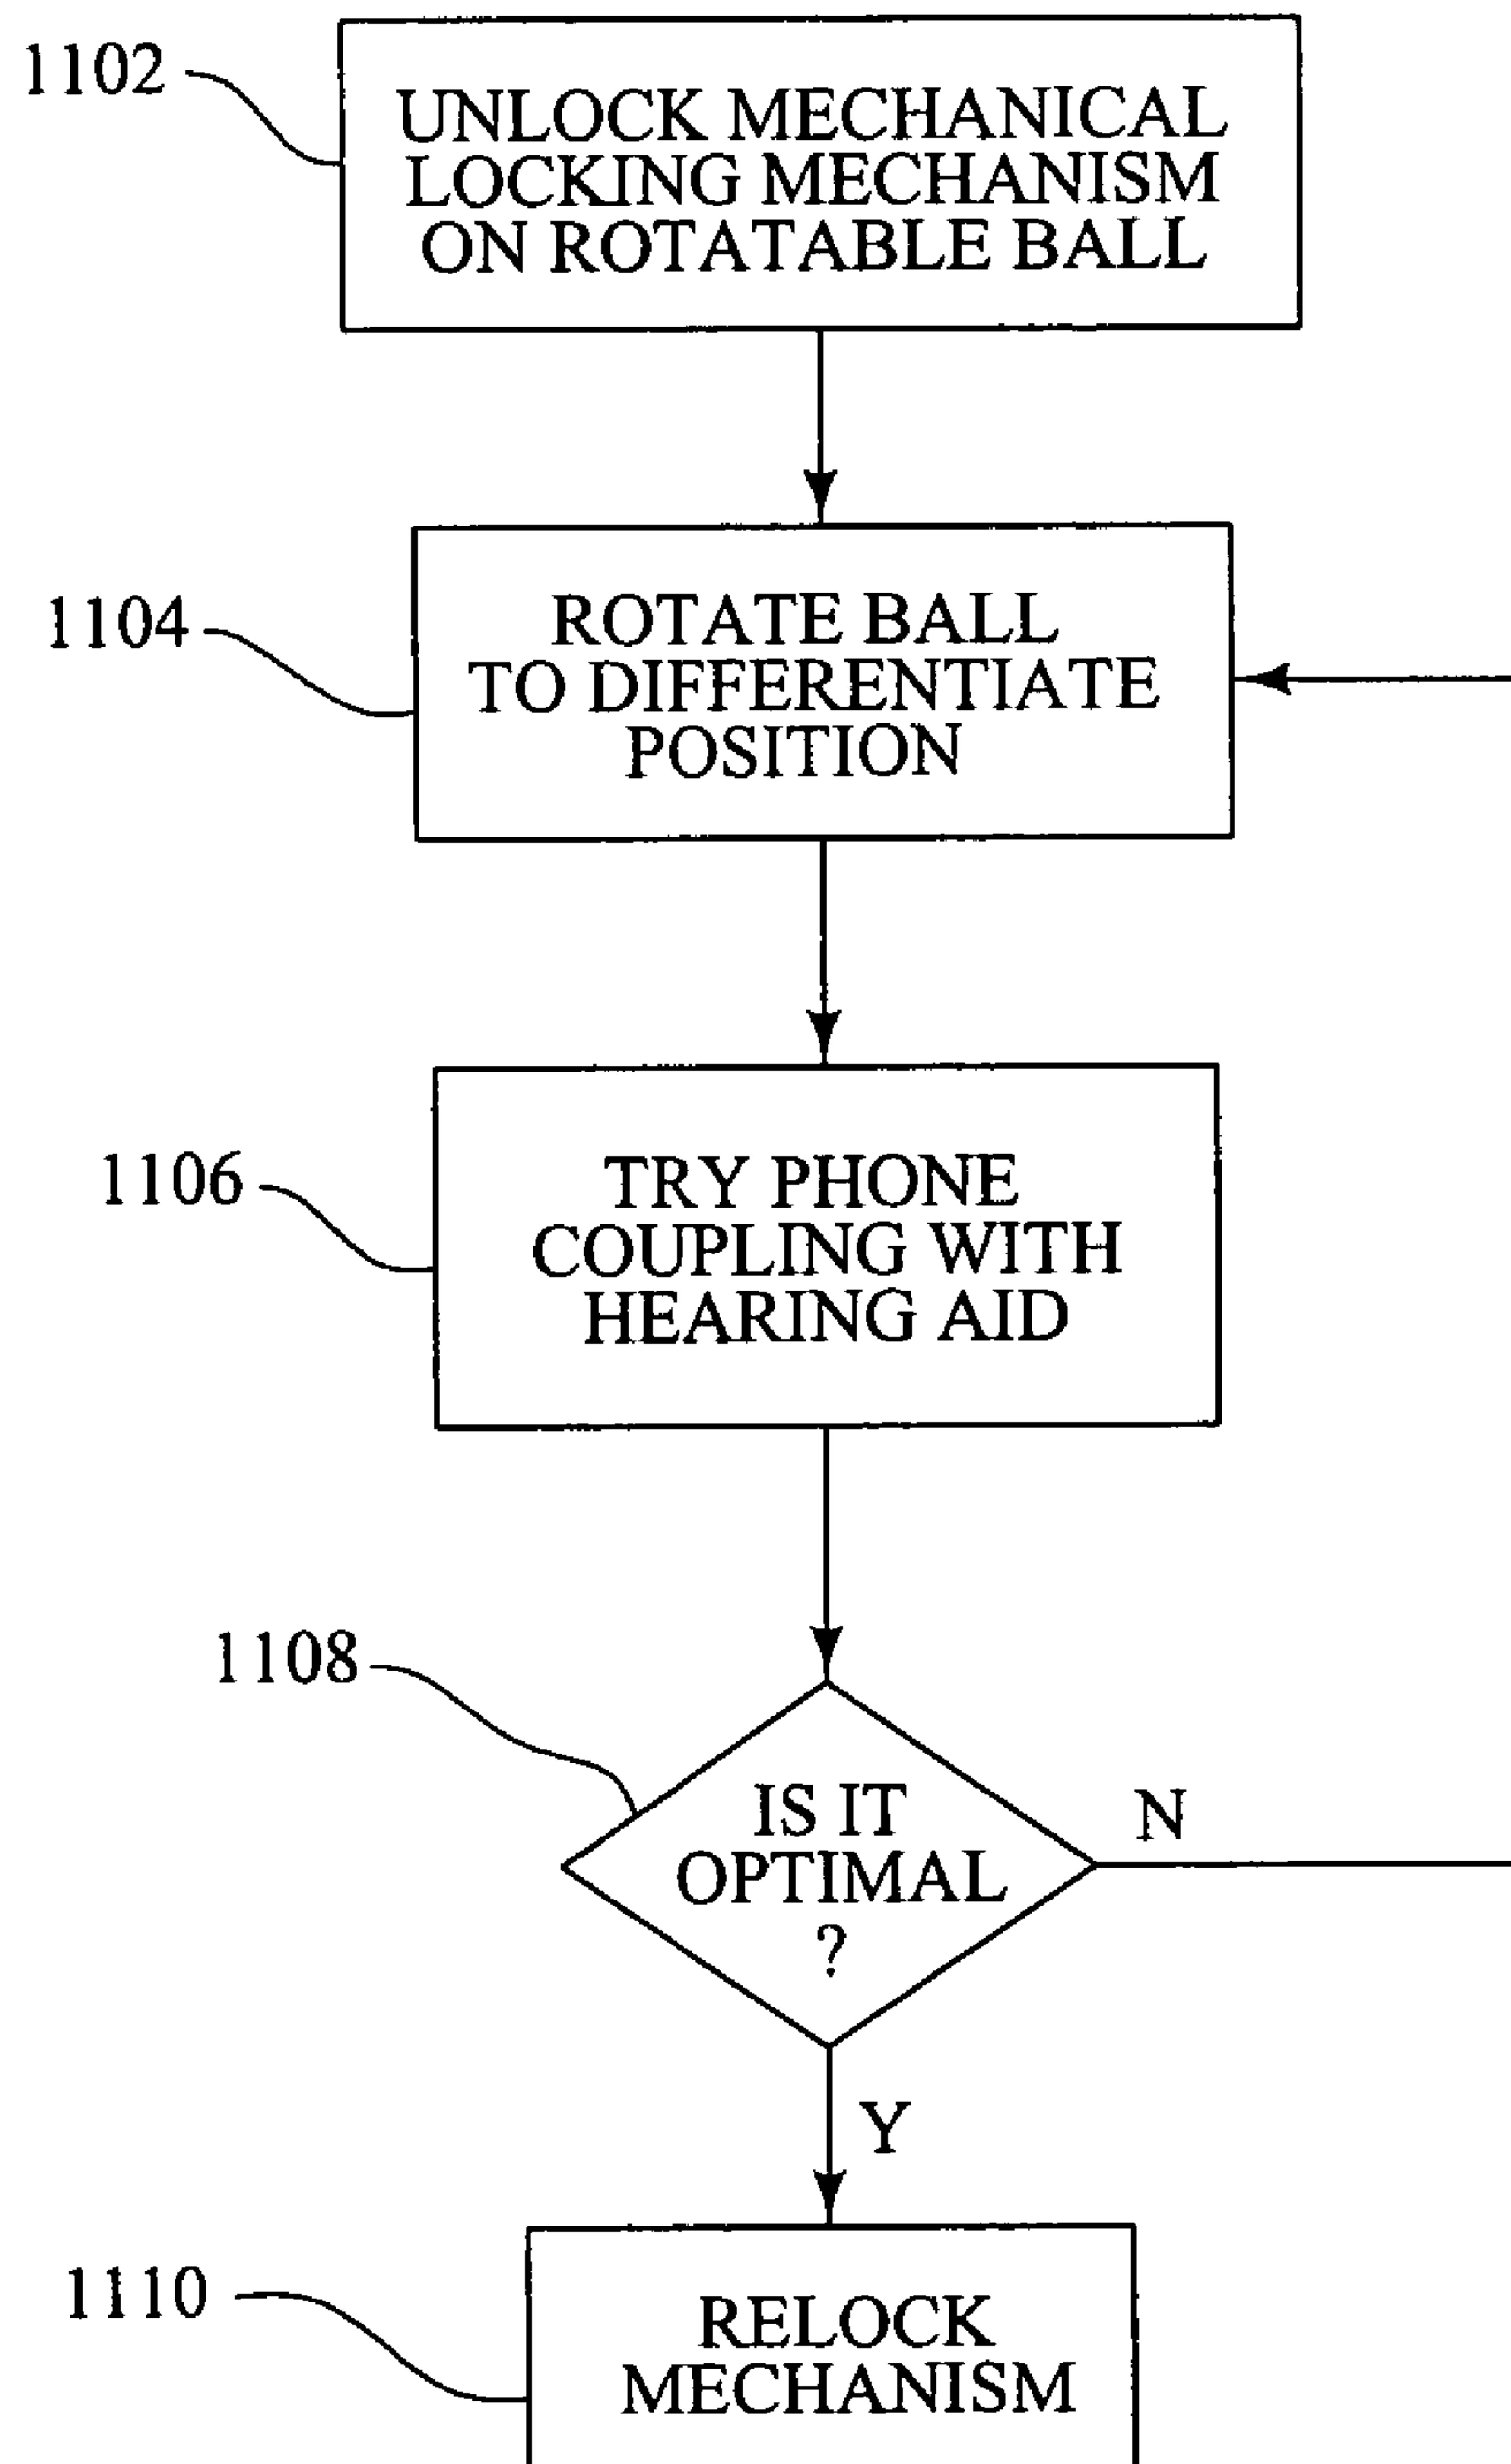 1102
UNLOCK MECHANICAL
LOCKING MECHANISM
ON ROTATABLE BALL
1104
ROTATE BALL
TO DIFFERENTIATE
POSITION
1106
TRY PHONE
COUPLING WITH
HEARING AID
1108
IS IT
OPTIMAL
?
N
Y
1110
RELOCK
MECHANISM